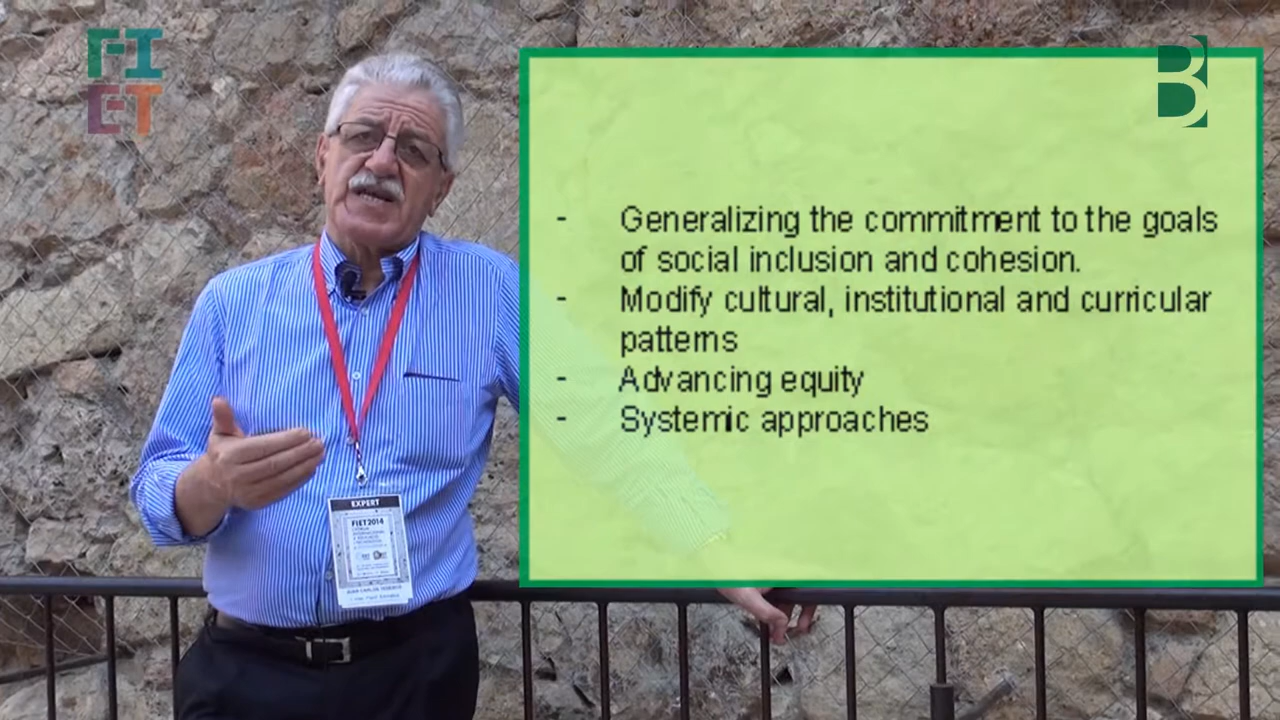 FI
ET
B
- Generalizing the commitment to the goals
of social inclusion and cohesion.
- Modify cultural, institutional and curricular
patterns
- Advancing equity
- Systemic approaches
EXPERT
FIET2014